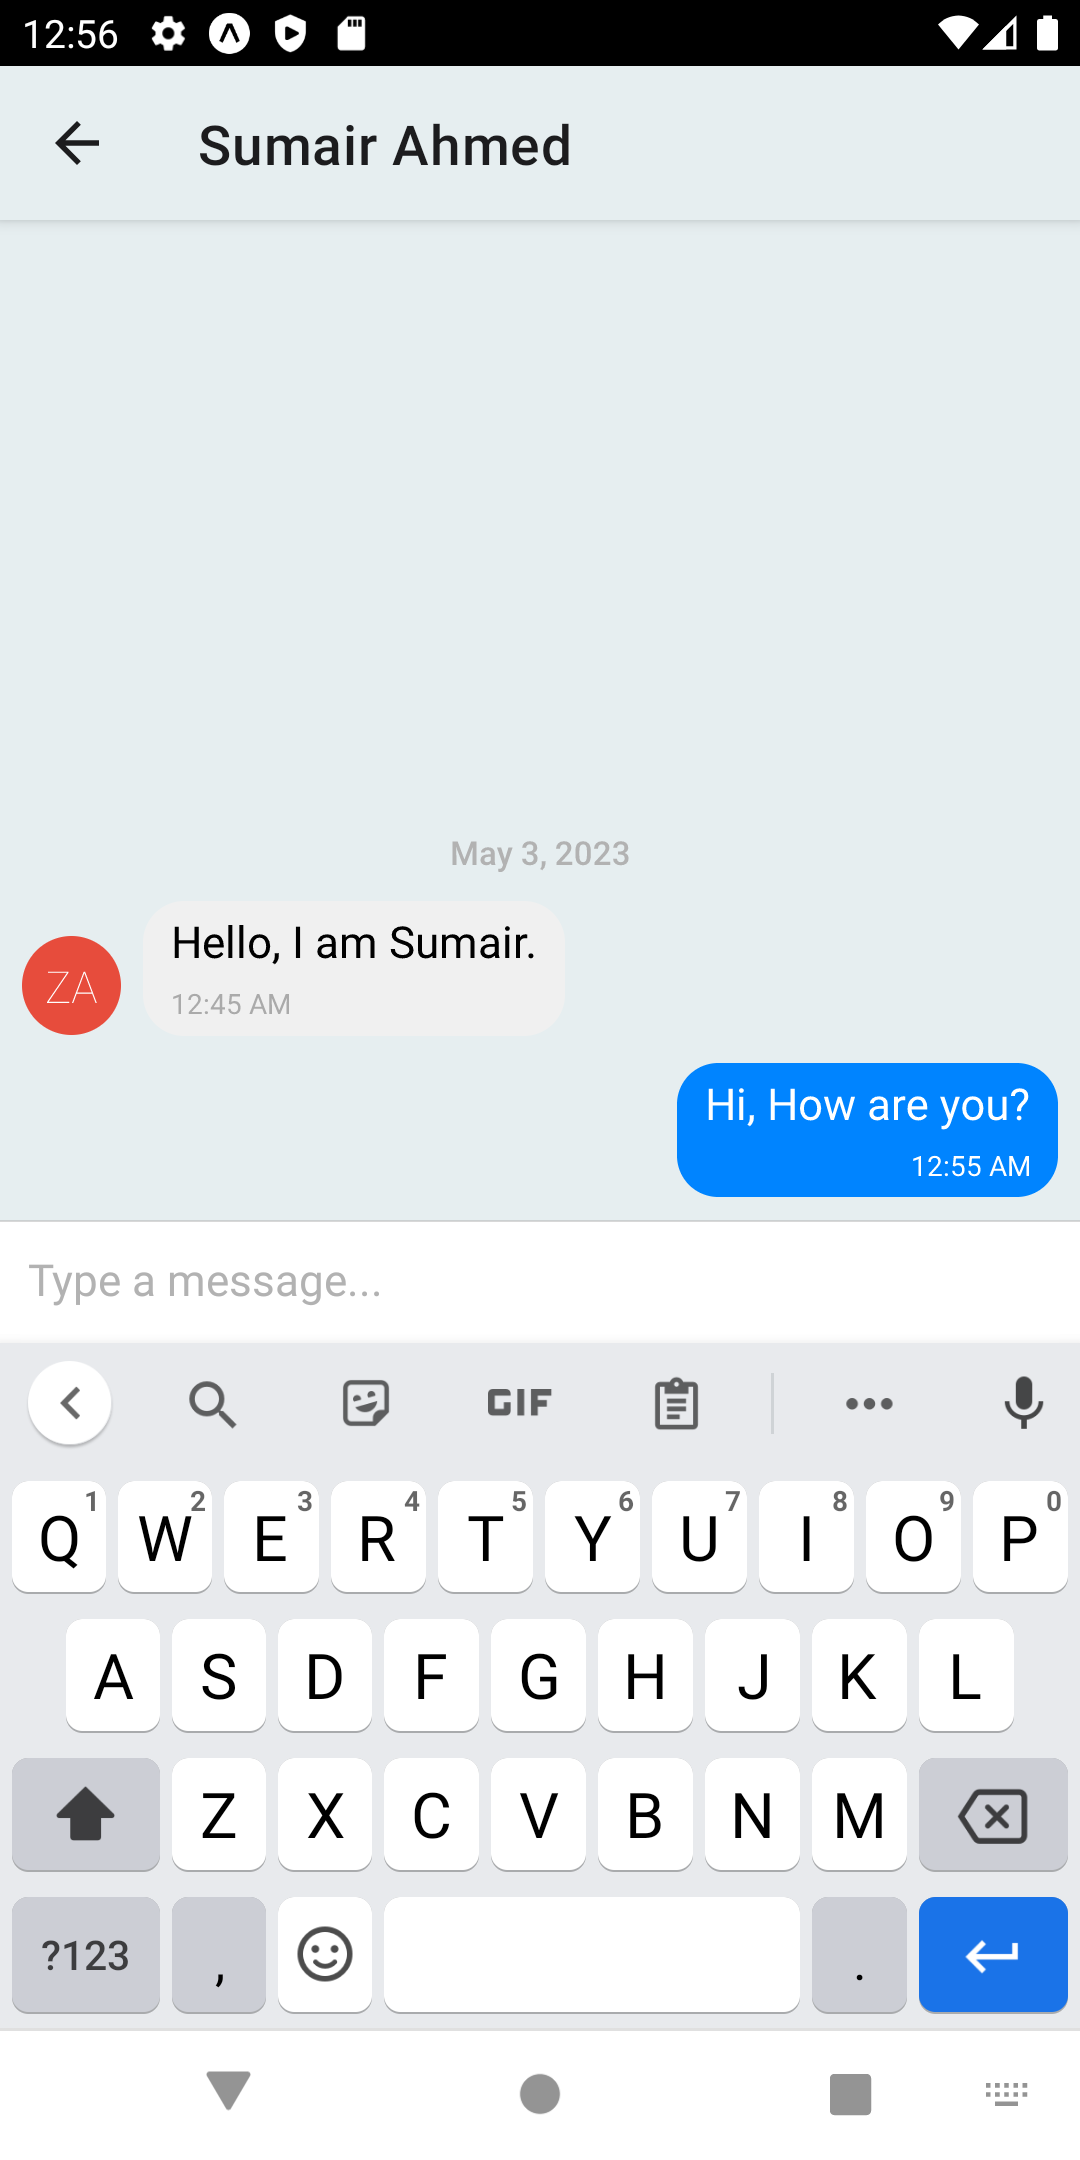 12:56
Sumair Ahmed
May 3, 2023
Hello, I am Sumair.
12:45 AM
ZA
Hi, How are you?
12:55 AM
Type a message...
GIF
Q 1 W 2 E 3 R 4 T 5 Y 6 U 7 I 8 O 9 P 0
A S D F G H J K L
Z X C V B N M
?123 , .